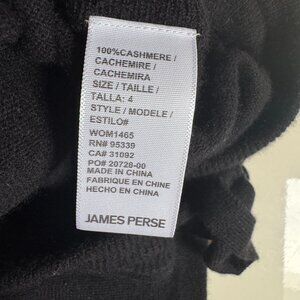 100%CASHMERE /
CACHEMIRE /
CACHEMIRA
SIZE / TAILLE /
TALLA: 4
STYLE / MODELE /
ESTILO#
WOM1465
RN# 95339
CA# 31092
PO# 20728-00
MADE IN CHINA
FABRIQUE EN CHINE
HECHO EN CHINA
JAMES PERSE